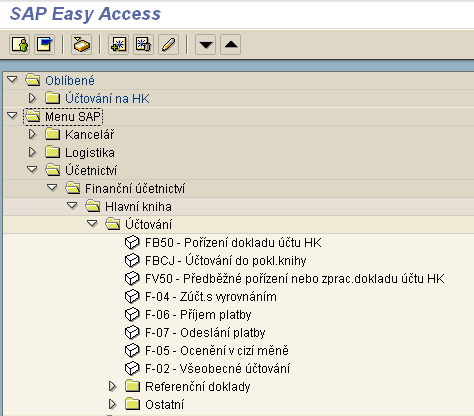 SAP Easy Access
Oblíbené
Účtování na HK
Menu SAP
Kancelář
Logistika
Účetnictví
Finanční účetnictví
Hlavní kniha
Účtování
FB50 - Pořízení dokladu účtu HK
FBCJ - Účtování do pokl.knihy
FV50 - Předběžné pořízení nebo zprac.dokladu účtu HK
F-04 - Zúčt.s vyrovnáním
F-06 - Příjem platby
F-07 - Odeslání platby
F-05 - Ocenění v cizí měně
F-02 - Všeobecné účtování
Referenční doklady
Ostatní